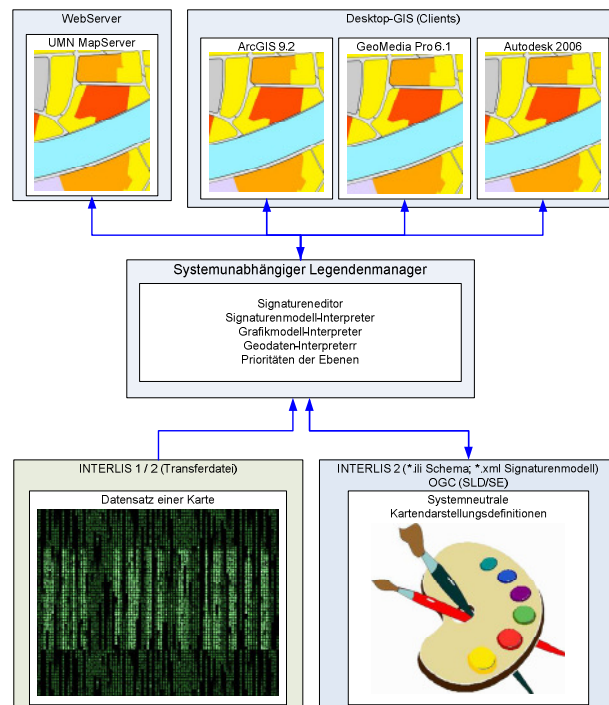 WebServer
UMN MapServer
Desktop-GIS (Clients)
ArcGIS 9.2
GeoMedia Pro 6.1
Autodesk 2006
Systemunabhängiger Legendenmanager
Signatureneditor
Signaturenmodell-Interpreter
Grafikmodell-Interpreter
Geodaten-Interpreterr
Prioritäten der Ebenen
INTERLIS 1 / 2 (Transferdatei)
Datensatz einer Karte
INTERLIS 2 (*.ili Schema; *.xml Signaturenmodell)
OGC (SLD/SE)
Systemneutrale
Kartendarstellungsdefinitionen